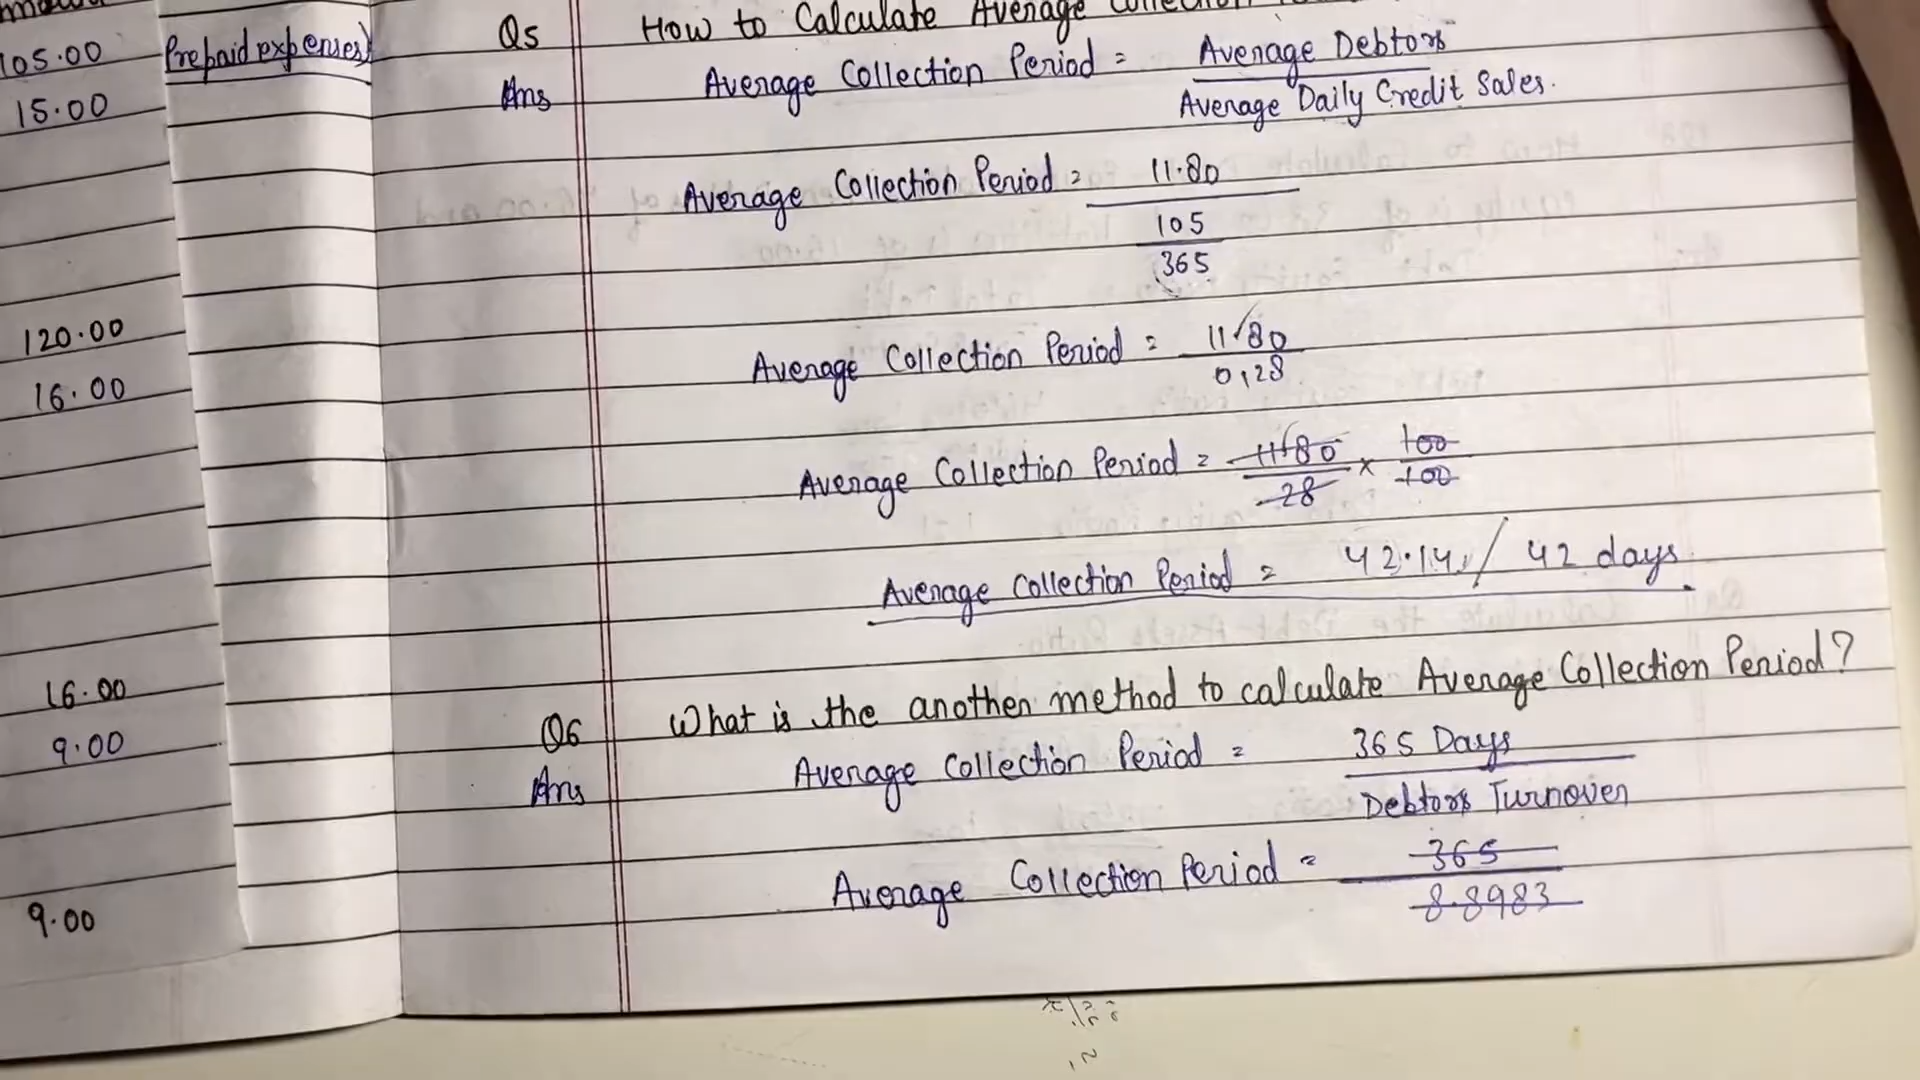 105.00 Prepaid expenses)
15.00
120.00
16.00
16.00
9.00
9.00
Q5 How to Calculate Average
Ans Average Collection Period = Average Debtors
Average Daily Credit Sales.
Average Collection Period = 11.80
105
365
Average Collection Period = 11.80
0.28
Average Collection Period = 1180 × 100
28 100
Average Collection Period = 42.14 / 42 days
Q6 What is the another method to calculate Average Collection Period?
Ans Average Collection Period = 365 Days
Debtors Turnover
Average Collection Period = 365
8.8983